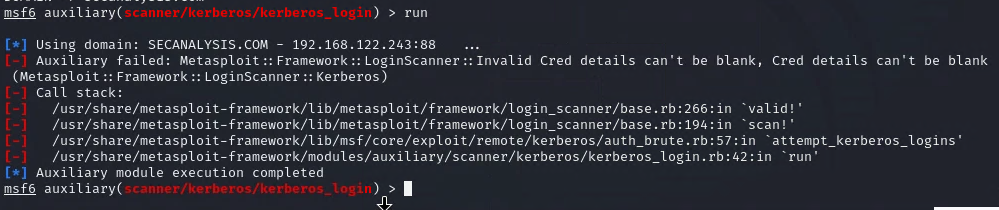 msf6 auxiliary(scanner/kerberos/kerberos_login) > run
[*] Using domain: SECANALYSIS.COM - 192.168.122.243:88    ...
[-] Auxiliary failed: Metasploit::Framework::LoginScanner::Invalid Cred details can't be blank, Cred details can't be blank
(Metasploit::Framework::LoginScanner::Kerberos)
[-] Call stack:
[-]   /usr/share/metasploit-framework/lib/metasploit/framework/login_scanner/base.rb:266:in `valid!'
[-]   /usr/share/metasploit-framework/lib/metasploit/framework/login_scanner/base.rb:194:in `scan!'
[-]   /usr/share/metasploit-framework/lib/msf/core/exploit/remote/kerberos/auth_brute.rb:57:in `attempt_kerberos_logins'
[-]   /usr/share/metasploit-framework/modules/auxiliary/scanner/kerberos/kerberos_login.rb:42:in `run'
[*] Auxiliary module execution completed
msf6 auxiliary(scanner/kerberos/kerberos_login) >